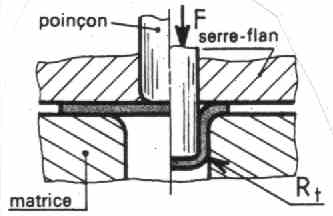 poinçon
F
serre-flan
matrice
Rt